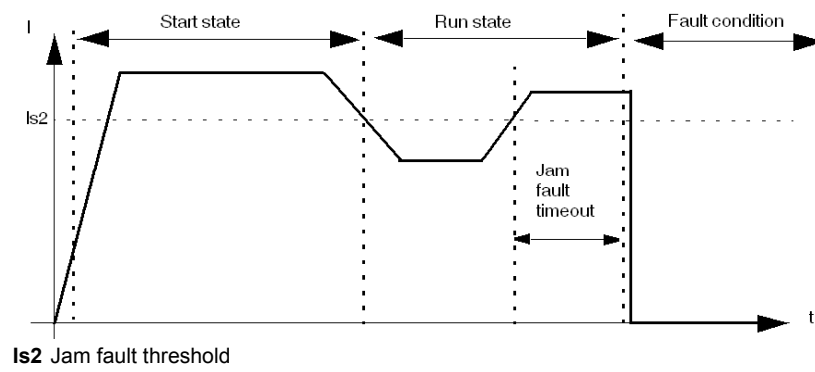 I
Start state
Run state
Fault condition
Is2
Jam
fault
timeout
t
Is2 Jam fault threshold